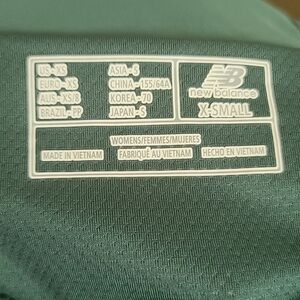 US-XS
EURO-XS
AUS-XS/8
BRAZIL-PP
ASIA-S
CHINA-155/64A
KOREA-70
JAPAN-S
NB
new balance
X-SMALL
WOMENS/FEMMES/MUJERES
MADE IN VIETNAM
FABRIQUÉ AU VIETNAM
HECHO EN VIETNAM